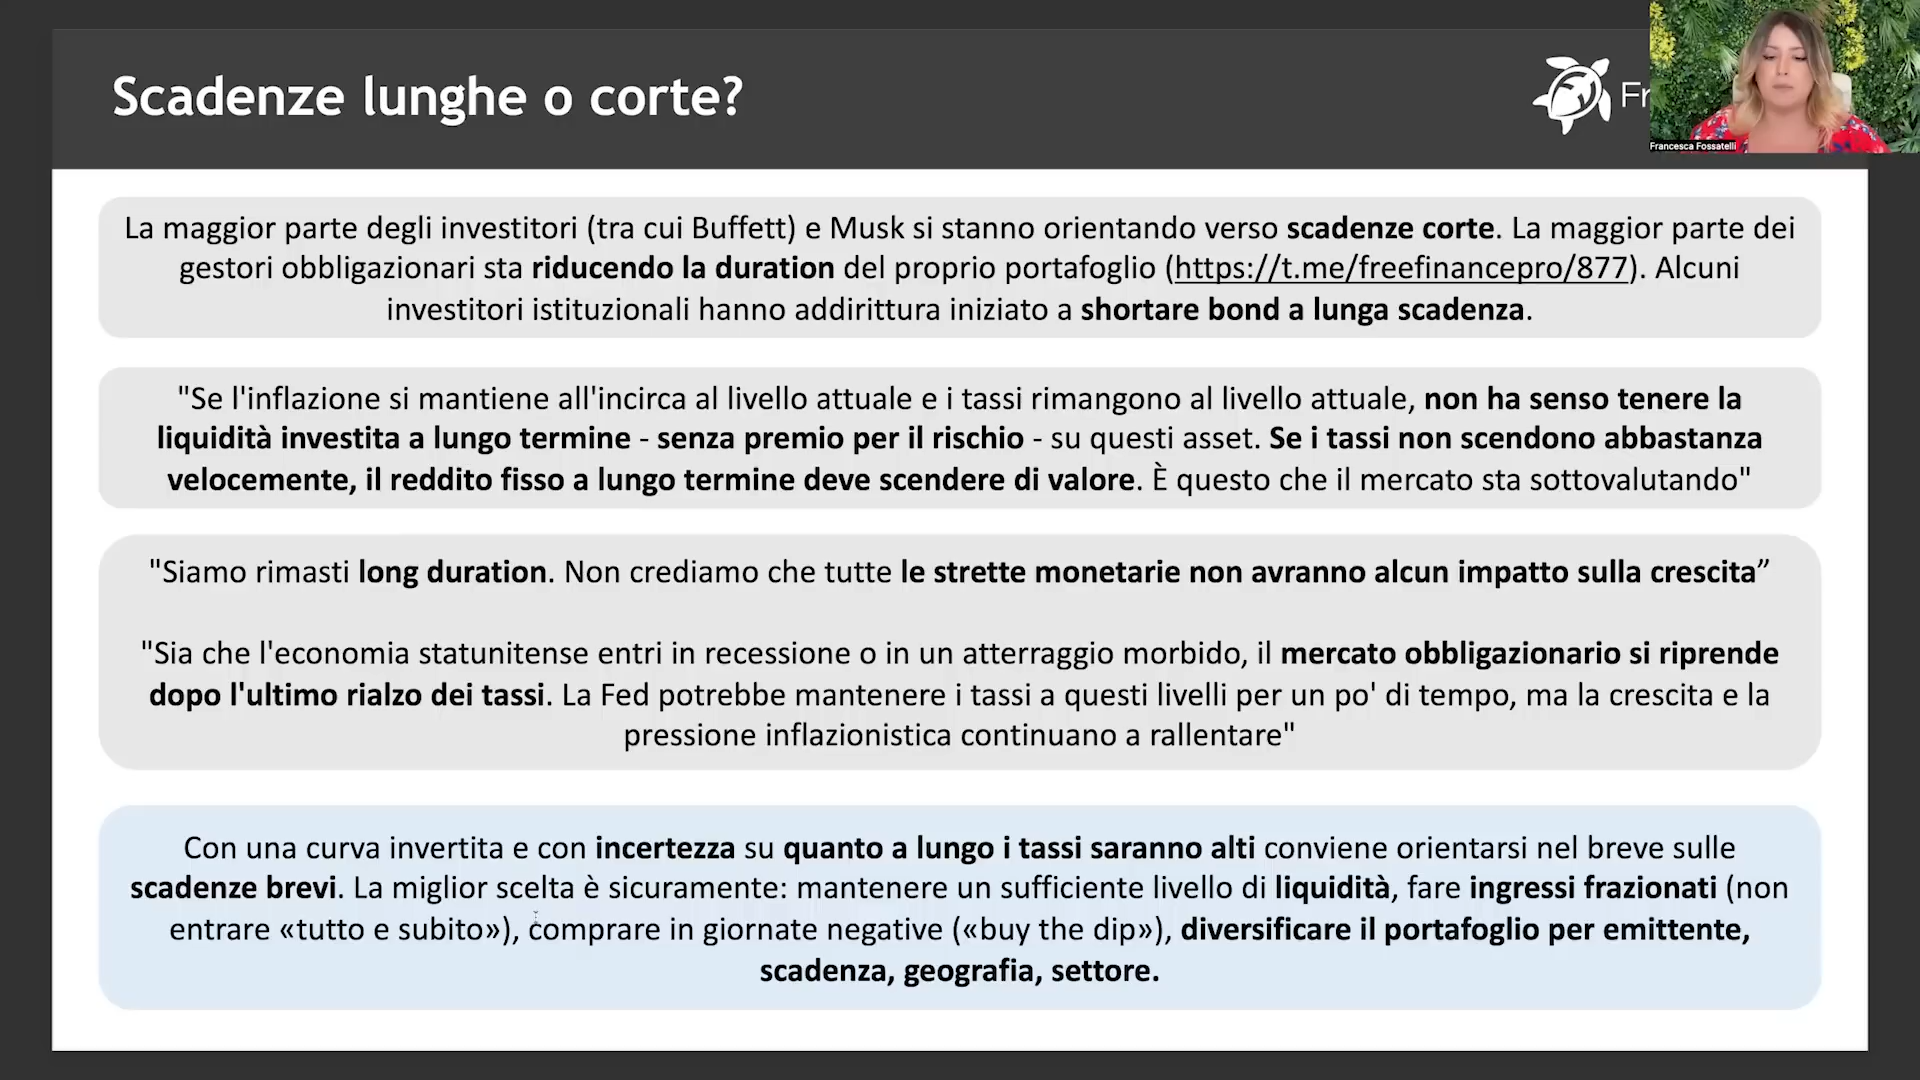 Scadenze lunghe o corte?
Fr
Francesca Fossatelli
La maggior parte degli investitori (tra cui Buffett) e Musk si stanno orientando verso scadenze corte. La maggior parte dei
gestori obbligazionari sta riducendo la duration del proprio portafoglio (https://t.me/freefinancepro/877). Alcuni
investitori istituzionali hanno addirittura iniziato a shortare bond a lunga scadenza.
"Se l'inflazione si mantiene all'incirca al livello attuale e i tassi rimangono al livello attuale, non ha senso tenere la
liquidità investita a lungo termine - senza premio per il rischio - su questi asset. Se i tassi non scendono abbastanza
velocemente, il reddito fisso a lungo termine deve scendere di valore. È questo che il mercato sta sottovalutando"
"Siamo rimasti long duration. Non crediamo che tutte le strette monetarie non avranno alcun impatto sulla crescita”
"Sia che l'economia statunitense entri in recessione o in un atterraggio morbido, il mercato obbligazionario si riprende
dopo l'ultimo rialzo dei tassi. La Fed potrebbe mantenere i tassi a questi livelli per un po' di tempo, ma la crescita e la
pressione inflazionistica continuano a rallentare"
Con una curva invertita e con incertezza su quanto a lungo i tassi saranno alti conviene orientarsi nel breve sulle
scadenze brevi. La miglior scelta è sicuramente: mantenere un sufficiente livello di liquidità, fare ingressi frazionati (non
entrare «tutto e subito»), comprare in giornate negative («buy the dip»), diversificare il portafoglio per emittente,
scadenza, geografia, settore.